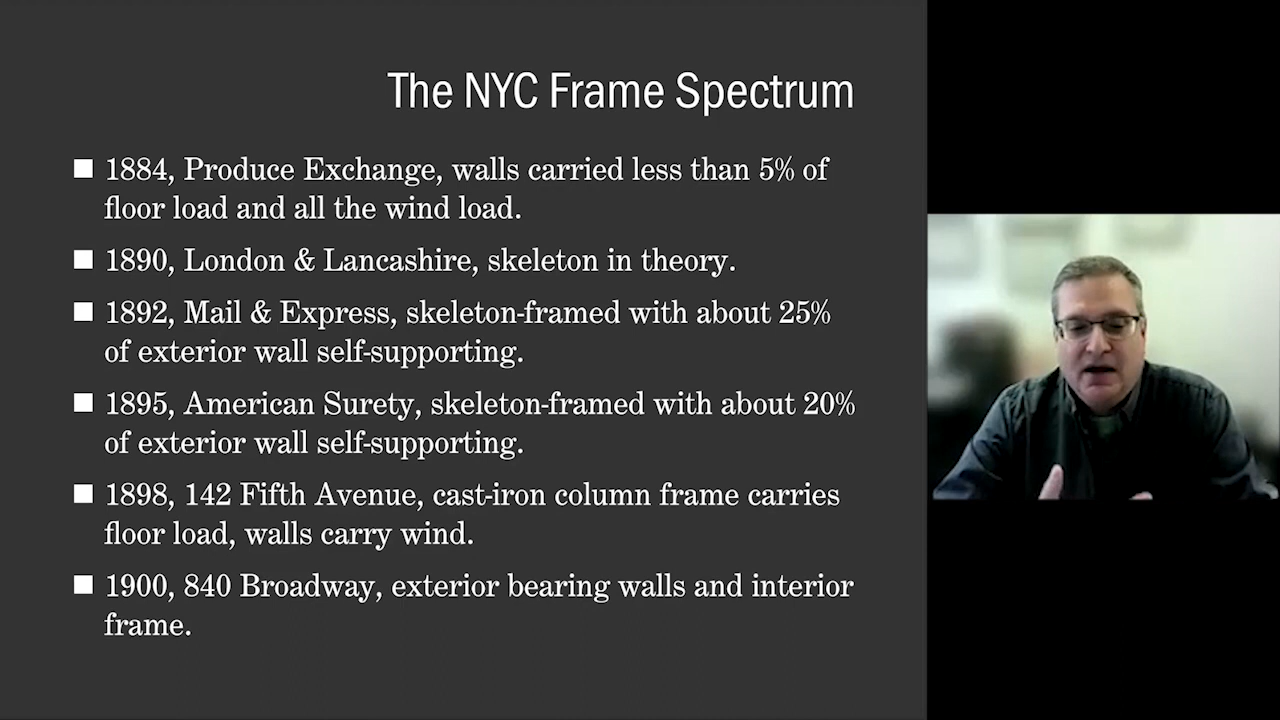 The NYC Frame Spectrum
1884, Produce Exchange, walls carried less than 5% of
floor load and all the wind load.
1890, London & Lancashire, skeleton in theory.
1892, Mail & Express, skeleton-framed with about 25%
of exterior wall self-supporting.
1895, American Surety, skeleton-framed with about 20%
of exterior wall self-supporting.
1898, 142 Fifth Avenue, cast-iron column frame carries
floor load, walls carry wind.
1900, 840 Broadway, exterior bearing walls and interior
frame.